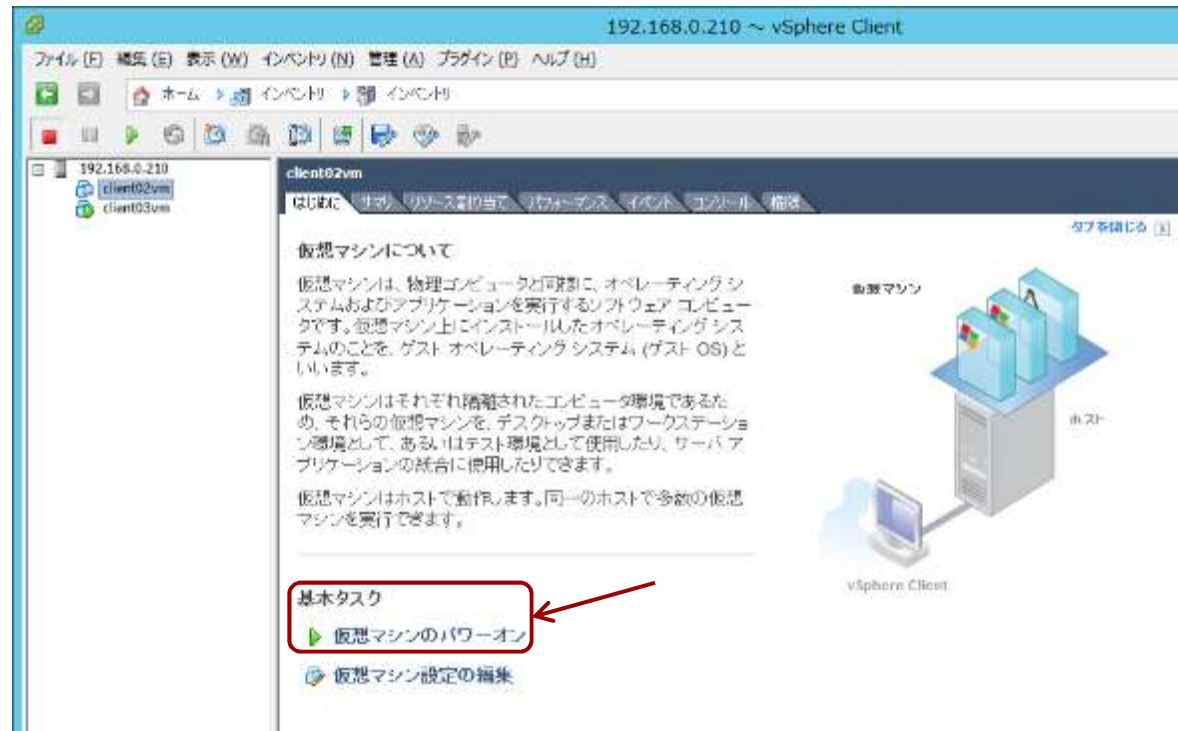 192.168.0.210 ～ vSphere Client
ファイル (F) 編集 (E) 表示 (W) インベントリ (N) 管理 (A) プラグイン (P) ヘルプ (H)
ホーム インベントリ インベントリ
192.168.0.210
client02vm
client03vm
client02vm
はじめに サマリ リソース割り当て パフォーマンス イベント コンソール 権限
タブを閉じる
仮想マシンについて
仮想マシンは、物理コンピュータと同様に、オペレーティング シ
ステムおよびアプリケーションを実行するソフトウェア コンピュー
タです。仮想マシン上にインストールしたオペレーティング シス
テムのことを、ゲスト オペレーティング システム (ゲスト OS) と
いいます。
仮想マシンはそれぞれ隔離されたコンピュータ環境であるた
め、それらの仮想マシンを、デスクトップまたはワークステーショ
ン環境として、あるいはテスト環境として使用したり、サーバ ア
プリケーションの統合に使用したりできます。
仮想マシンはホストで動作します。同一のホストで多数の仮想
マシンを実行できます。
仮想マシン
ホスト
vSphere Client
基本タスク
仮想マシンのパワーオン
仮想マシン設定の編集